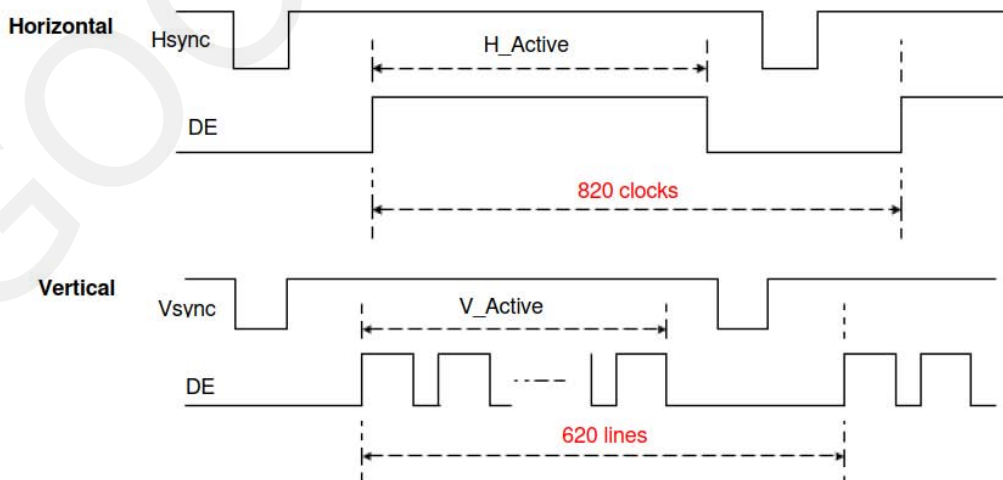 Horizontal
Hsync
H_Active
DE
820 clocks
Vertical
Vsync
V_Active
DE
620 lines